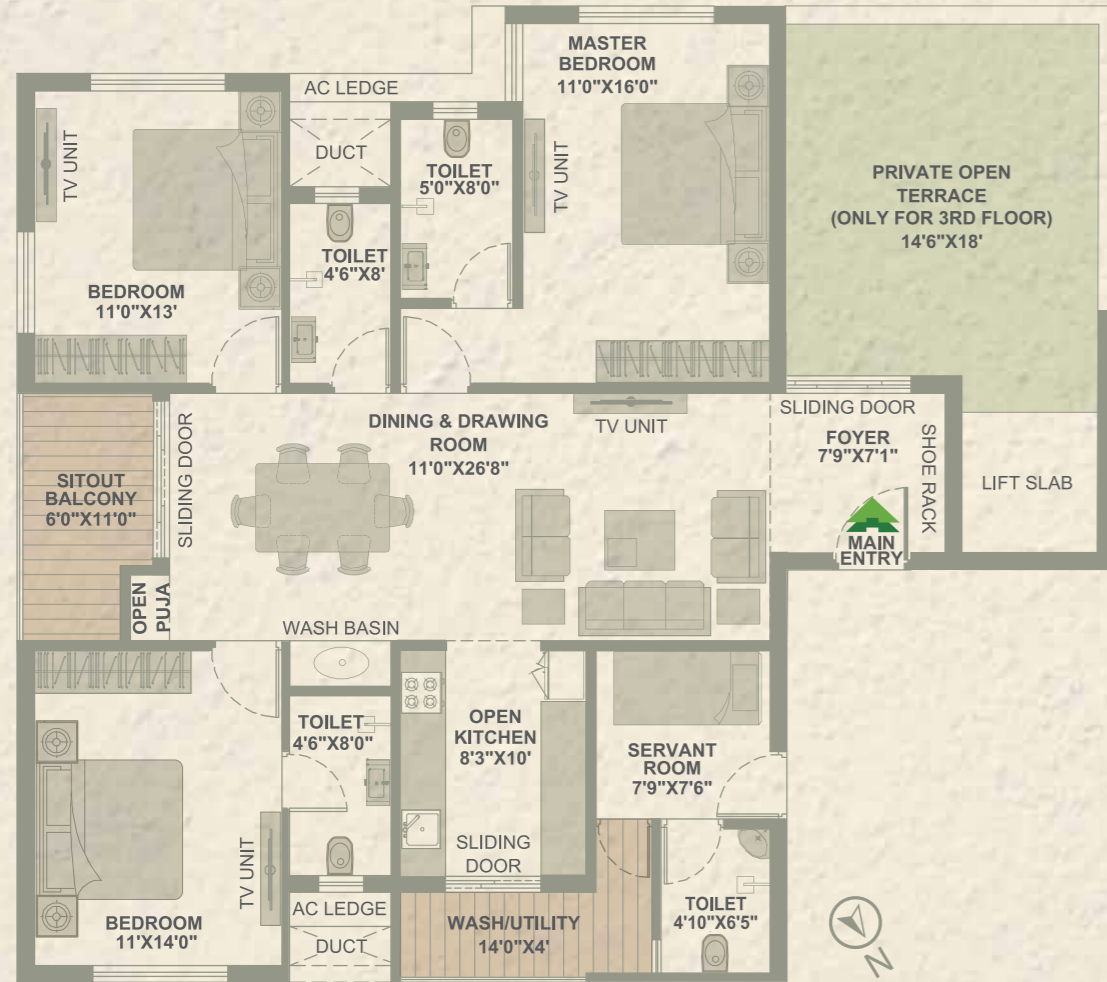 MASTER
BEDROOM
11'0"X16'0"
AC LEDGE
DUCT
TV UNIT
TOILET
5'0"X8'0"
TV UNIT
PRIVATE OPEN
TERRACE
(ONLY FOR 3RD FLOOR)
14'6"X18'
TOILET
4'6"X8'
BEDROOM
11'0"X13'
DINING & DRAWING
ROOM
11'0"X26'8"
TV UNIT
SLIDING DOOR
FOYER
7'9"X7'1"
SHOE RACK
LIFT SLAB
SITOUT
BALCONY
6'0"X11'0"
SLIDING DOOR
MAIN
ENTRY
OPEN
PUJA
WASH BASIN
TOILET
4'6"X8'0"
OPEN
KITCHEN
8'3"X10'
SERVANT
ROOM
7'9"X7'6"
SLIDING
DOOR
TV UNIT
BEDROOM
11'X14'0"
AC LEDGE
DUCT
WASH/UTILITY
14'0"X4'
TOILET
4'10"X6'5"
N